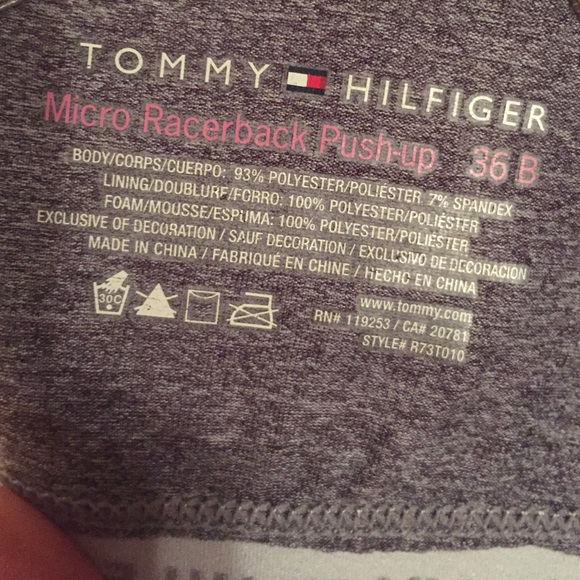 TOMMY HILFIGER
Micro Racerback Push-up 36 B
BODY/CORPS/CUERPO: 93% POLYESTER/POLIÉSTER 7% SPANDEX
LINING/DOUBLURE/FORRO: 100% POLYESTER/POLIÉSTER
FOAM/MOUSSE/ESPUMA: 100% POLYESTER/POLIÉSTER
EXCLUSIVE OF DECORATION / SAUF DECORATION / EXCLUSIVO DE DECORACION
MADE IN CHINA / FABRIQUÉ EN CHINE / HECHO EN CHINA
30C
www.tommy.com
RN# 119253 / CA# 20781
STYLE# R73T010